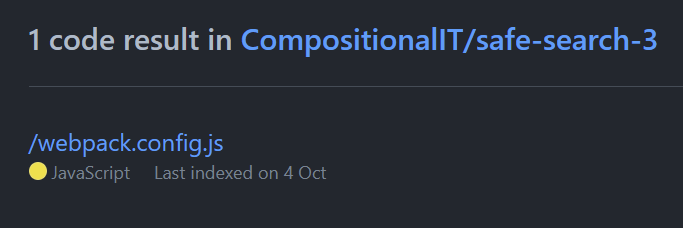 1 code result in CompositionalIT/safe-search-3
/webpack.config.js
JavaScript Last indexed on 4 Oct